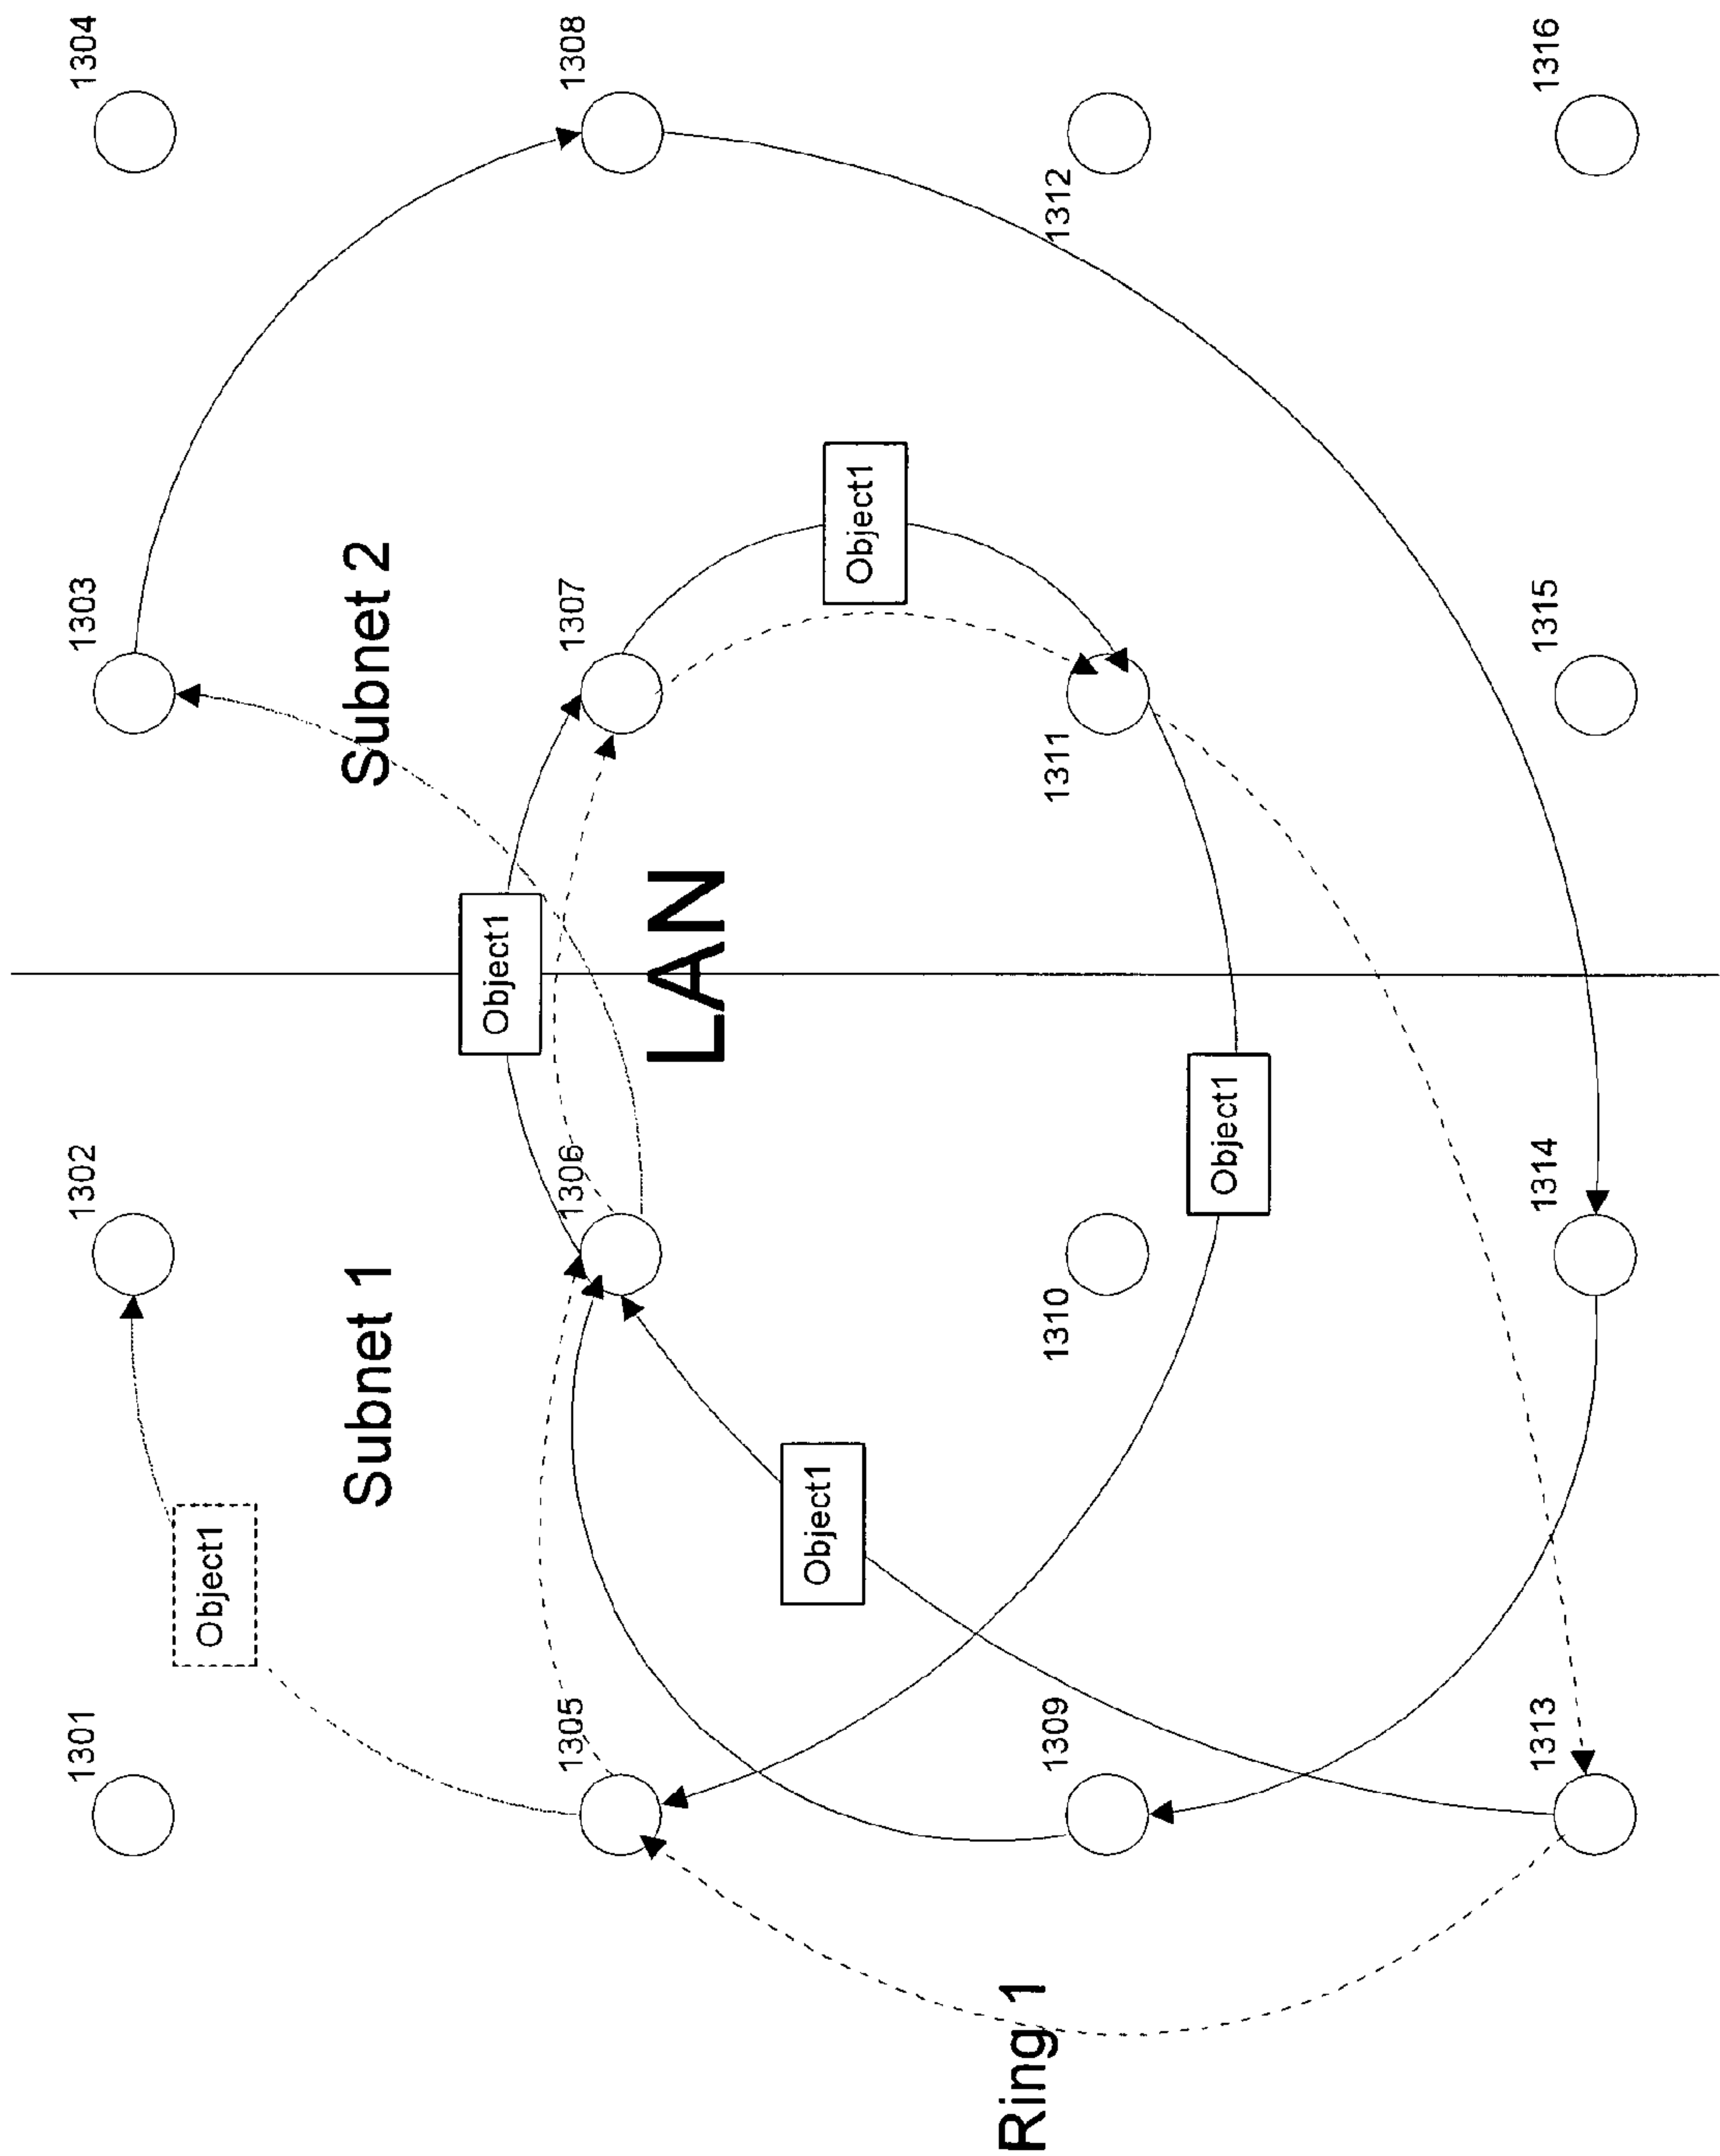 1301
1302
1303
1304
Object1
Subnet 1
Subnet 2
Object1
1305
1306
1307
1308
LAN
Object1
Object1
Ring 1
1309
1310
1311
1312
Object1
1313
1314
1315
1316